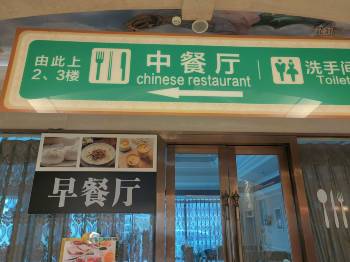 由此上
2、3楼
中餐厅
chinese restaurant
洗手间
Toilet
早餐厅